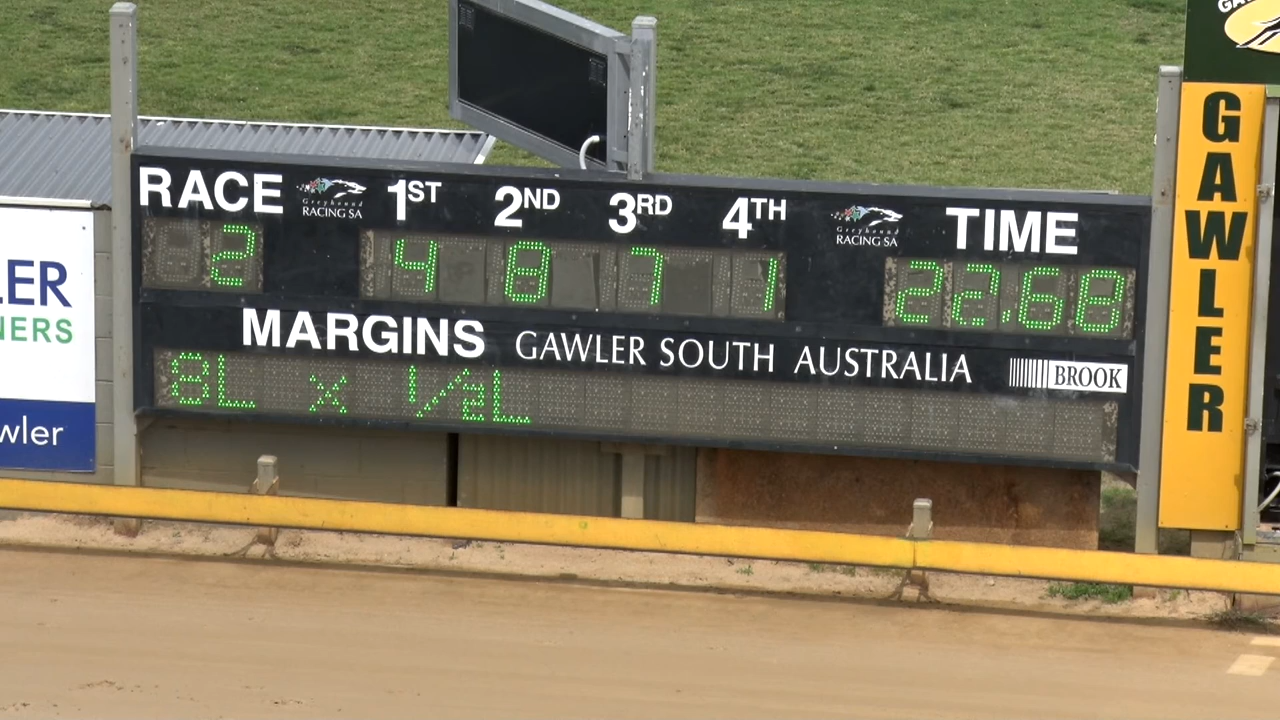 GAWLER
RACE
Greyhound
RACING SA
1ST 2ND 3RD 4TH
Greyhound
RACING SA
TIME
2 4 8 7 1 22.68
MARGINS GAWLER SOUTH AUSTRALIA BROOK
8L x 1/2L
LER
NERS
wler